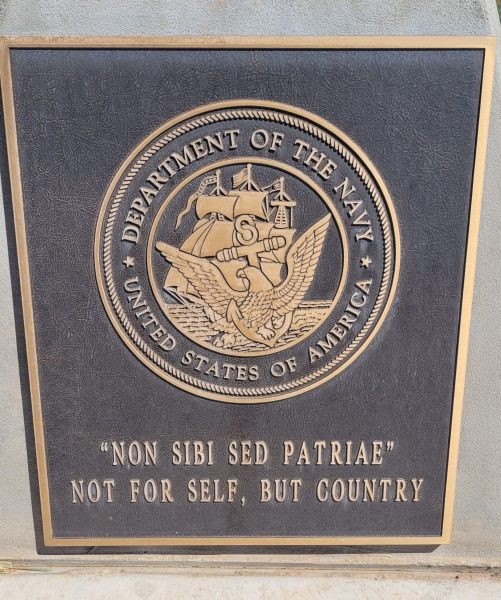 DEPARTMENT OF THE NAVY
UNITED STATES OF AMERICA
"NON SIBI SED PATRIAE"
NOT FOR SELF, BUT COUNTRY